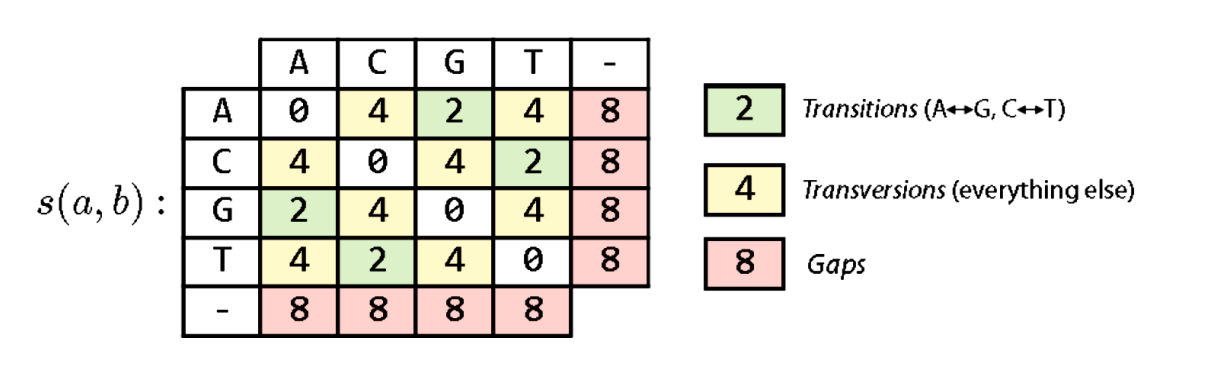 A C G T -
A 0 4 2 4 8
C 4 0 4 2 8
s(a, b) : G 2 4 0 4 8
T 4 2 4 0 8
- 8 8 8 8
2 Transitions (A↔G, C↔T)
4 Transversions (everything else)
8 Gaps